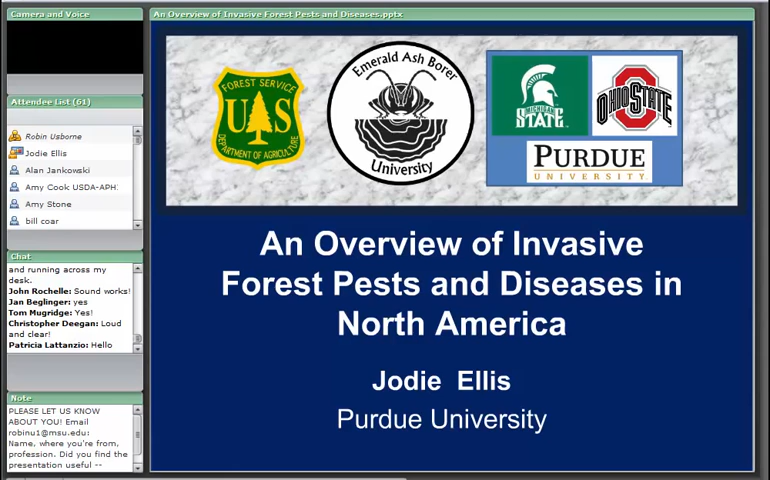 Camera and Voice
Attendee List (61)
Robin Usborne
Jodie Ellis
Alan Jankowski
Amy Cook USDA-APH
Amy Stone
bill coar
Chat
and running across my
desk.
John Rochelle: Sound works!
Jan Beglinger: yes
Tom Mugridge: Yes!
Christopher Deegan: Loud
and clear!
Patricia Lattanzio: Hello
Note
PLEASE LET US KNOW
ABOUT YOU! Email
robinu1@msu.edu:
Name, where you're from,
profession. Did you find the
presentation useful --
An Overview of Invasive Forest Pests and Diseases.pptx
FOREST SERVICE
U S
DEPARTMENT OF AGRICULTURE
Emerald Ash Borer
University
MICHIGAN
STATE
OHIO STATE
PURDUE
UNIVERSITY
An Overview of Invasive
Forest Pests and Diseases in
North America
Jodie Ellis
Purdue University